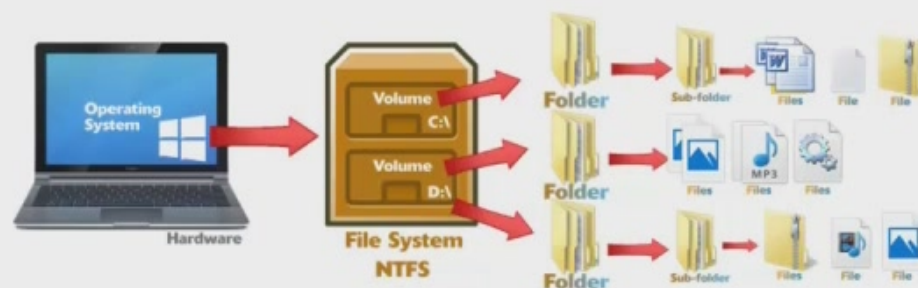 Operating
System
Hardware
Volume
C:\
Volume
D:\
File System
NTFS
Folder
Sub-folder
W
Files
File
File
Folder
Files
MP3
Files
Files
Folder
Sub-folder
Files
File
File